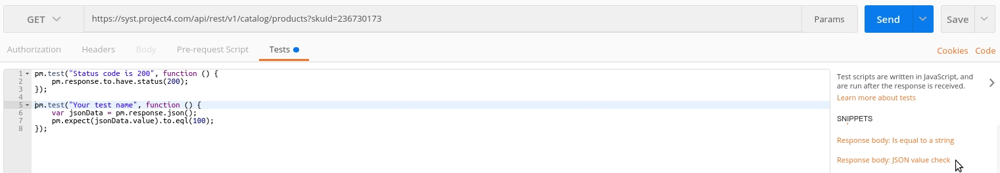 GET https://syst.project4.com/api/rest/v1/catalog/products?skuId=236730173 Params Send Save
Authorization Headers Body Pre-request Script Tests Cookies Code
1 pm.test("Status code is 200", function () {
2 pm.response.to.have.status(200);
3 });
4
5 pm.test("Your test name", function () {
6 var jsonData = pm.response.json();
7 pm.expect(jsonData.value).to.eql(100);
8 });
Test scripts are written in JavaScript, and
are run after the response is received.
Learn more about tests
SNIPPETS
Response body: Is equal to a string
Response body: JSON value check